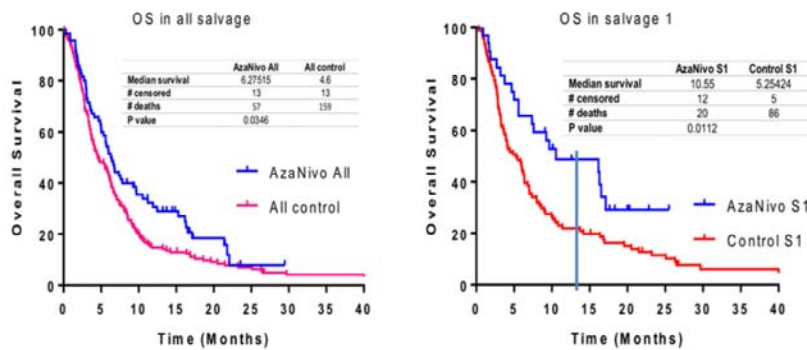 OS in all salvage
AzaNivo All All control
Median survival 6.27515 4.6
# censored 13 13
# deaths 57 159
P value 0.0346
AzaNivo All
All control
Overall Survival
100
80
60
40
20
0
0 5 10 15 20 25 30 35 40
Time (Months)
OS in salvage 1
AzaNivo S1 Control S1
Median survival 10.55 5.25424
# censored 12 5
# deaths 20 86
P value 0.0112
AzaNivo S1
Control S1
Overall Survival
100
80
60
40
20
0
0 5 10 15 20 25 30 35 40
Time (Months)